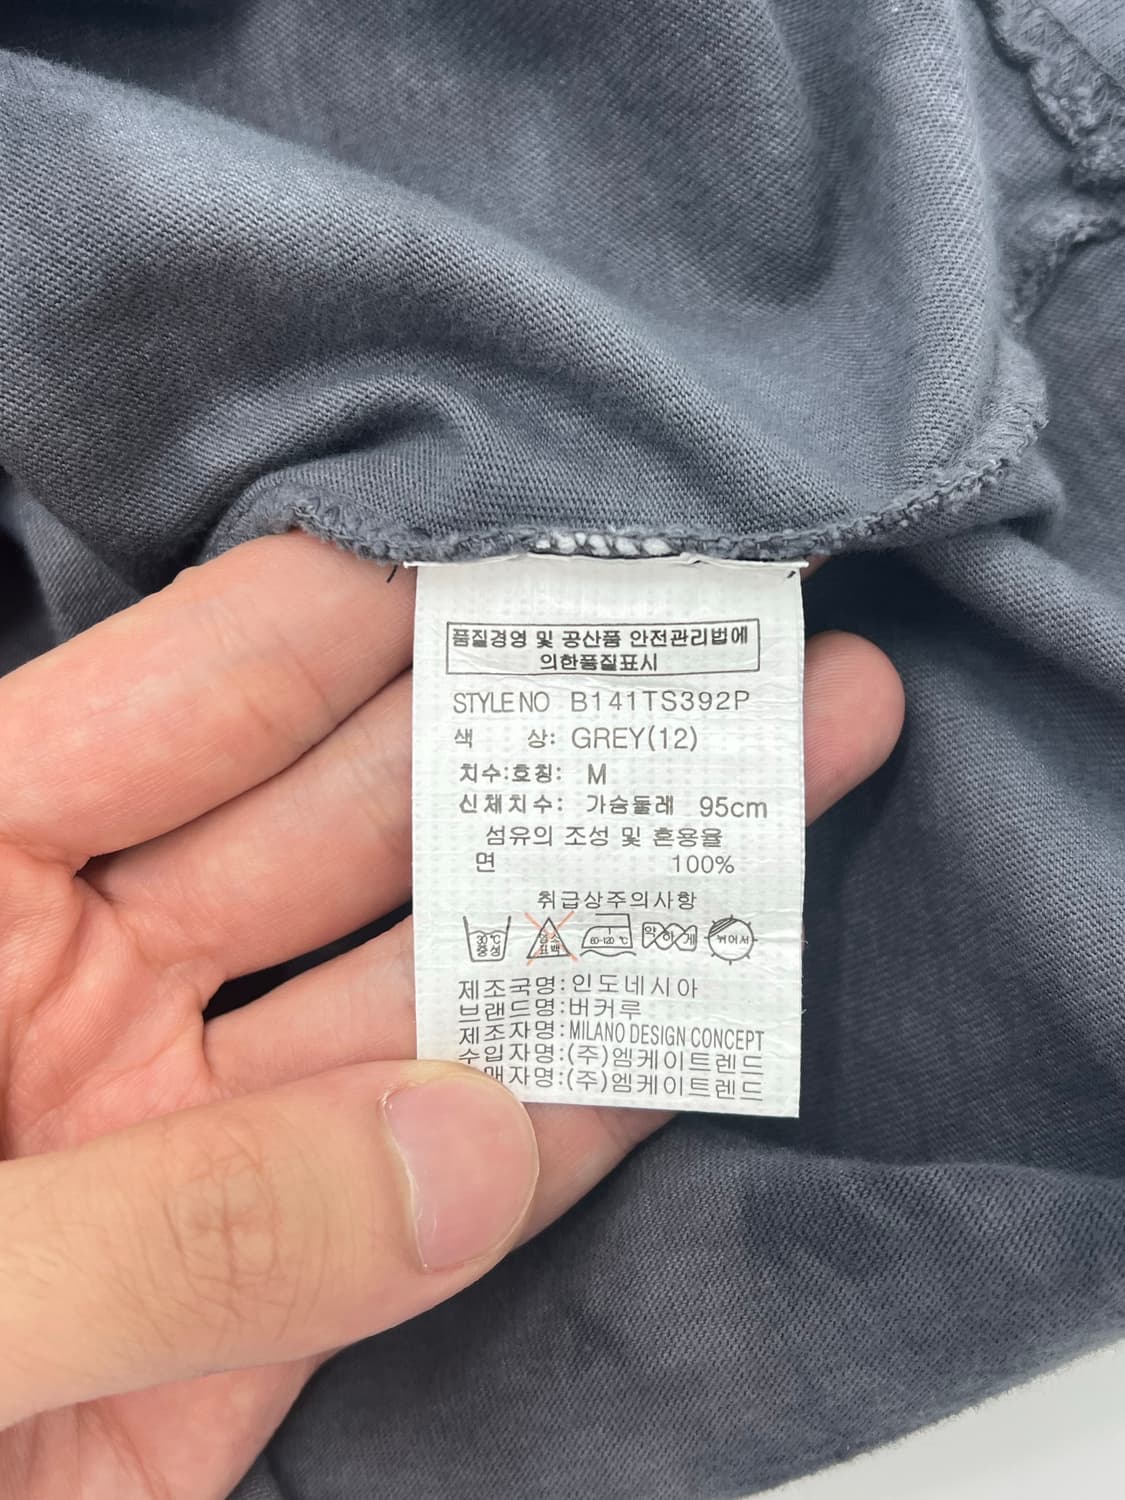 품질경영 및 공산품 안전관리법에
의한품질표시
STYLE NO B141TS392P
색 상: GREY(12)
치수:호칭: M
신체치수: 가슴둘레 95cm
섬유의 조성 및 혼용율
면 100%
취급상주의사항
30℃ 중성
염소 표백
60-120℃
약하게
뉘어서
제조국명:인도네시아
브랜드명:버커루
제조자명:MILANO DESIGN CONCEPT
수입자명:(주)엠케이트렌드
매자명:(주)엠케이트렌드